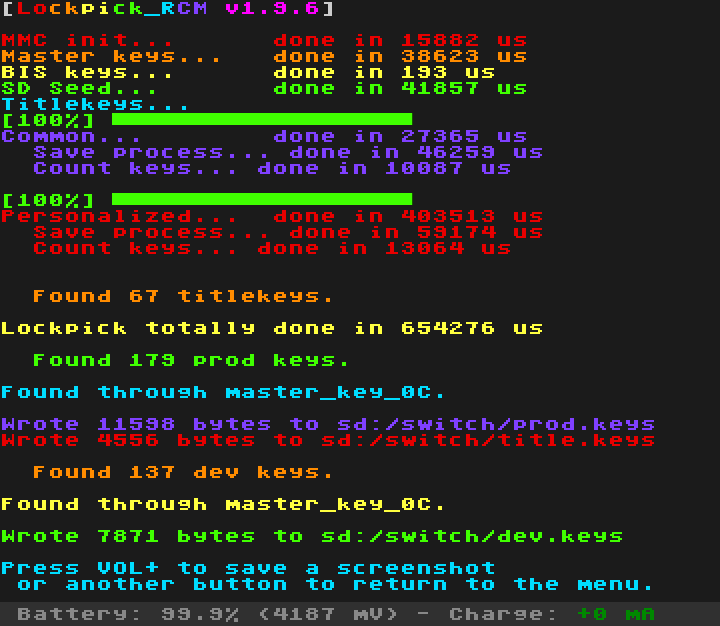 [Lockpick_RCM v1.9.6]
MMC init... done in 15882 us
Master keys... done in 38623 us
BIS keys... done in 193 us
SD Seed... done in 41857 us
Titlekeys...
[100%]
Common... done in 27365 us
Save process... done in 46259 us
Count keys... done in 10087 us
[100%]
Personalized... done in 403513 us
Save process... done in 59174 us
Count keys... done in 13064 us
Found 67 titlekeys.
Lockpick totally done in 654276 us
Found 179 prod keys.
Found through master_key_0C.
Wrote 11598 bytes to sd:/switch/prod.keys
Wrote 4556 bytes to sd:/switch/title.keys
Found 137 dev keys.
Found through master_key_0C.
Wrote 7871 bytes to sd:/switch/dev.keys
Press VOL+ to save a screenshot
or another button to return to the menu.
Battery: 99.9% (4187 mV) - Charge: +0 mA